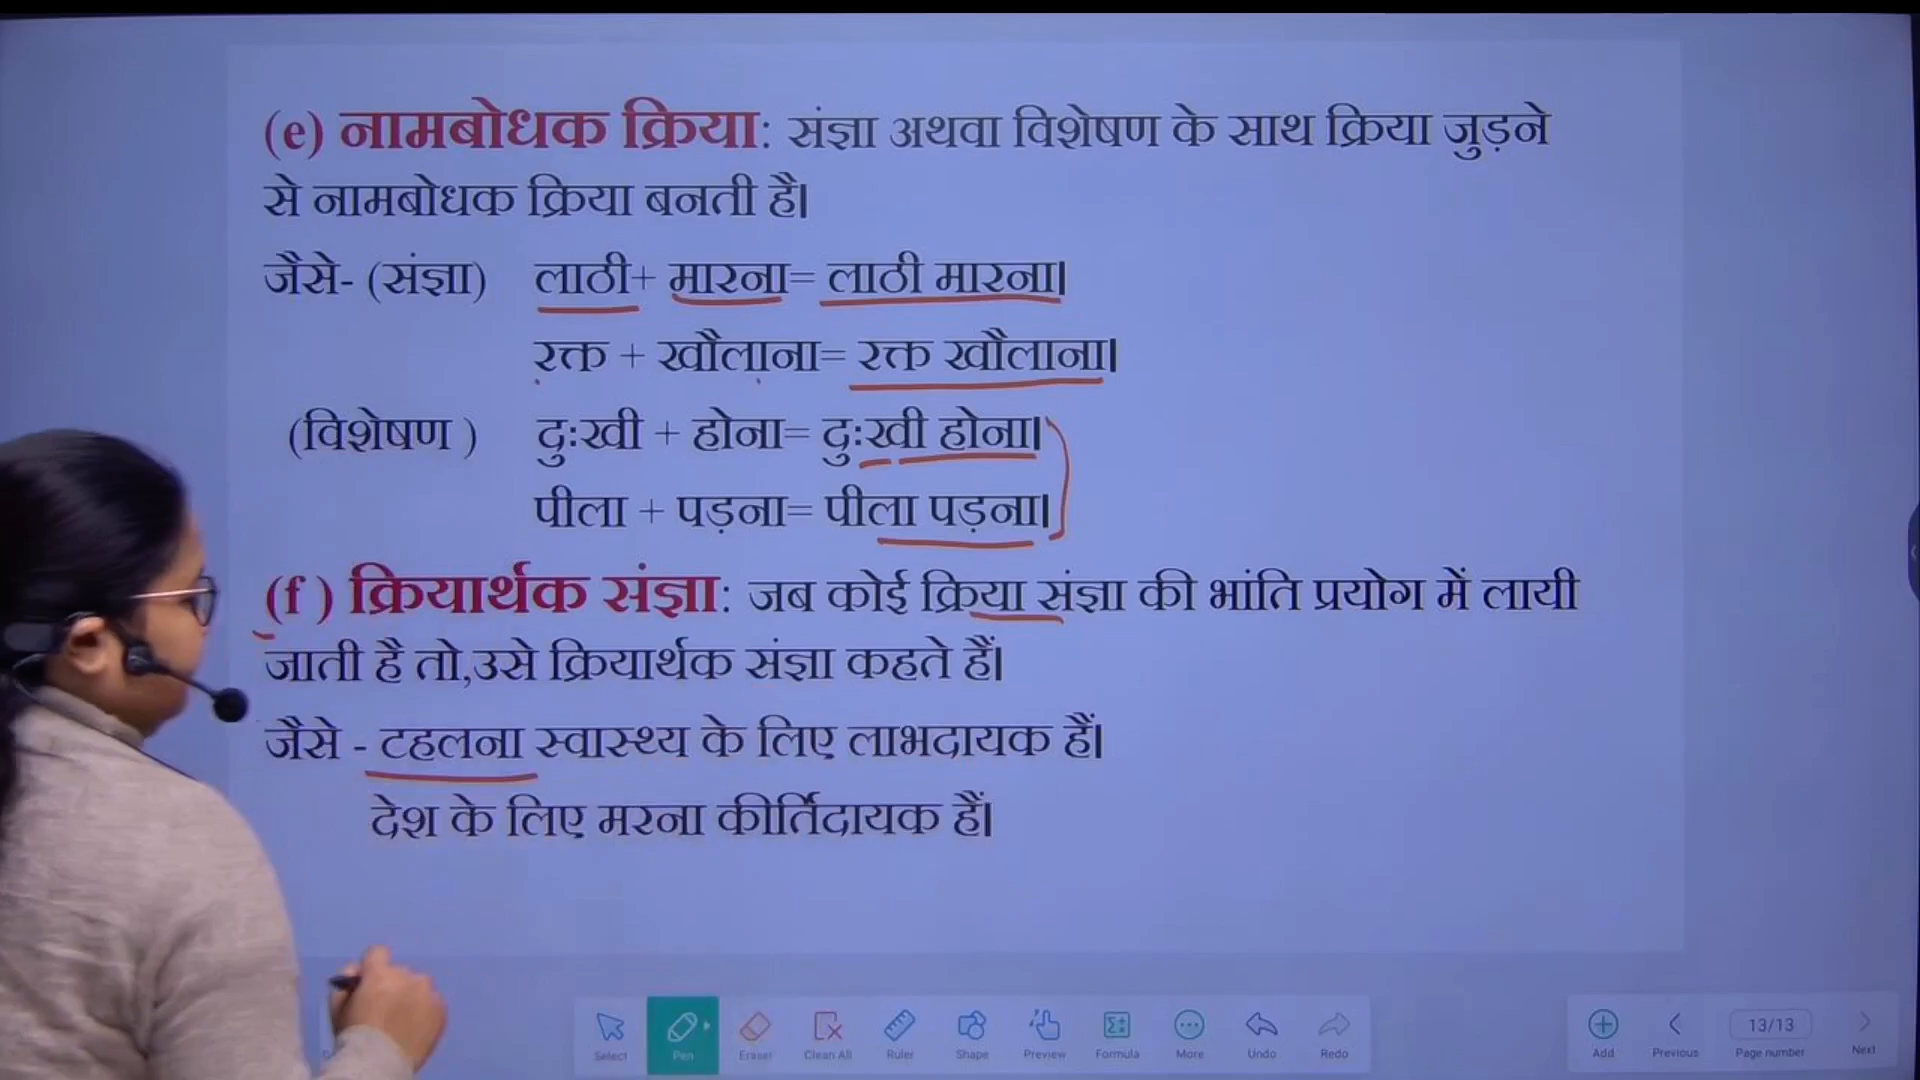 (e) नामबोधक क्रिया: संज्ञा अथवा विशेषण के साथ क्रिया जुड़ने
से नामबोधक क्रिया बनती है।
जैसे- (संज्ञा) लाठी+ मारना= लाठी मारना।
रक्त + खौलाना= रक्त खौलाना।
(विशेषण ) दुःखी + होना= दुःखी होना।
पीला + पड़ना= पीला पड़ना।
(f ) क्रियार्थक संज्ञा: जब कोई क्रिया संज्ञा की भांति प्रयोग में लायी
जाती है तो,उसे क्रियार्थक संज्ञा कहते हैं।
जैसे - टहलना स्वास्थ्य के लिए लाभदायक हैं।
देश के लिए मरना कीर्तिदायक हैं।
Select Pen Eraser Clean All Ruler Shape Preview Formula More Undo Redo
13/13
Add Previous Page number Next